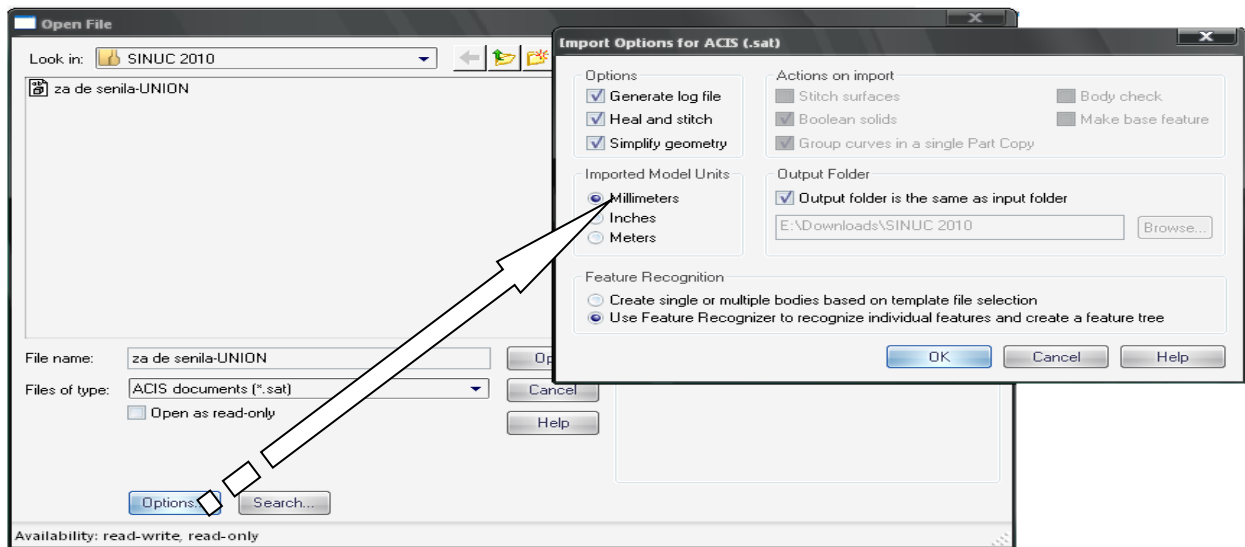 Open File
Look in: SINUC 2010
za de senila-UNION
File name: za de senila-UNION
Files of type: ACIS documents (*.sat)
Open as read-only
Cancel
Help
Options...
Search...
Availability: read-write, read-only
Import Options for ACIS (.sat)
Options
Generate log file
Heal and stitch
Simplify geometry
Actions on import
Stitch surfaces
Body check
Boolean solids
Make base feature
Group curves in a single Part Copy
Imported Model Units
Millimeters
Inches
Meters
Output Folder
Output folder is the same as input folder
E:\Downloads\SINUC 2010
Browse...
Feature Recognition
Create single or multiple bodies based on template file selection
Use Feature Recognizer to recognize individual features and create a feature tree
OK
Cancel
Help